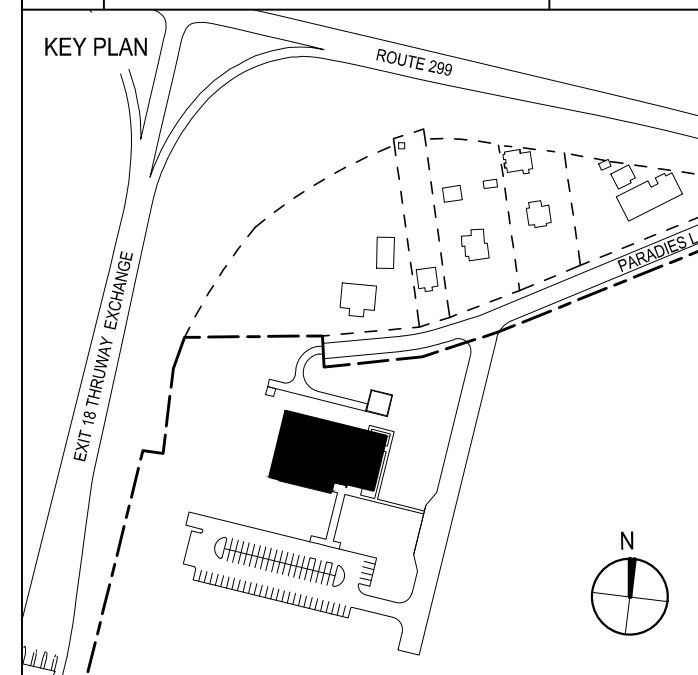 KEY PLAN
ROUTE 299
PARADIES L
EXIT 18 THRUWAY EXCHANGE
N